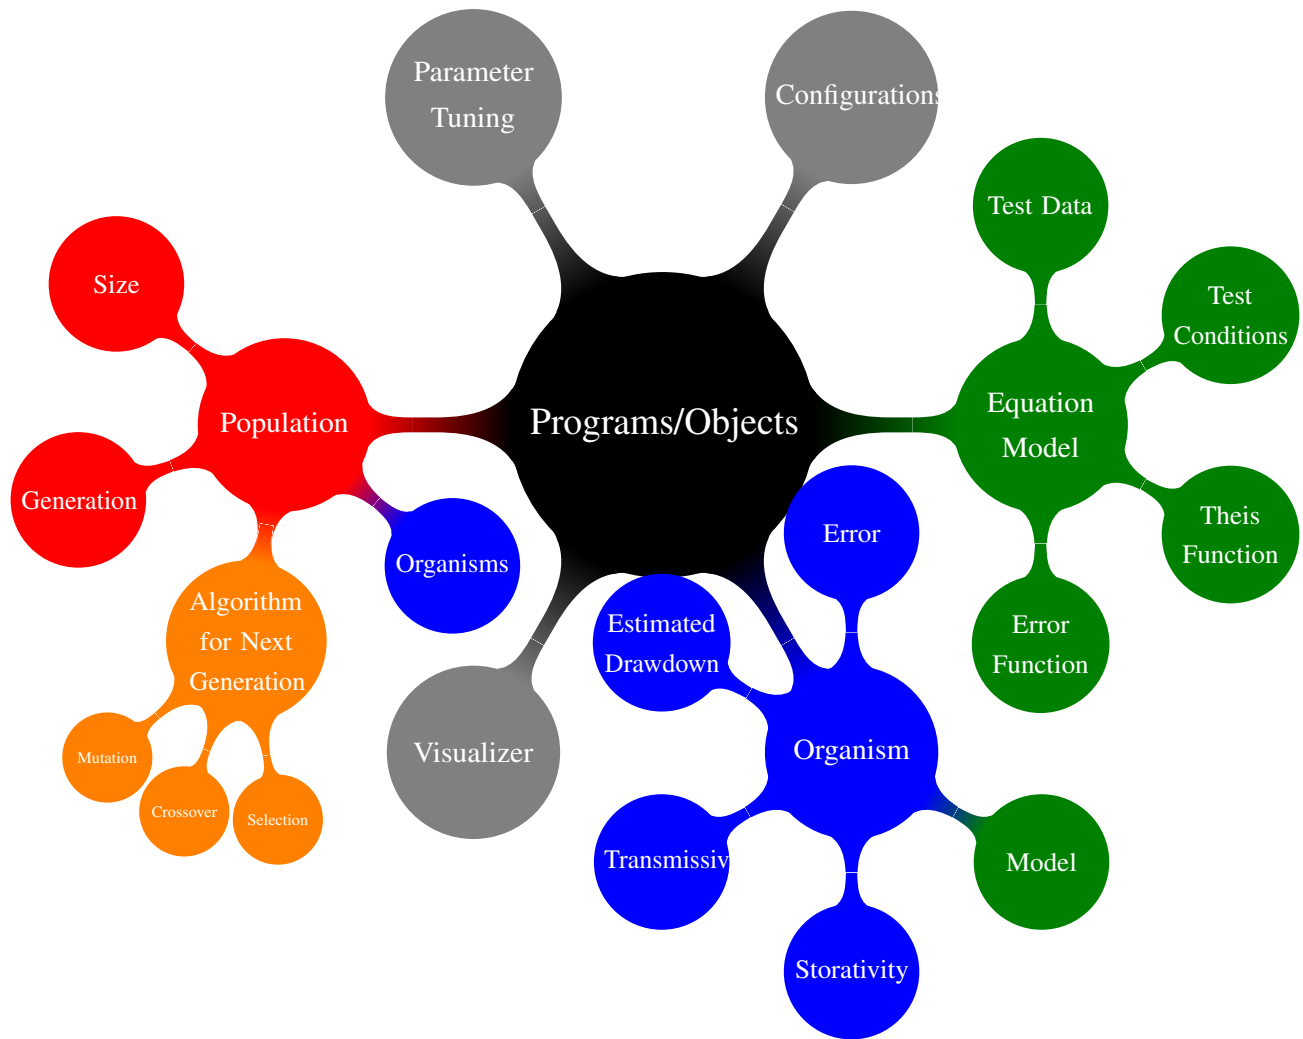 Parameter
Tuning
Configurations
Test Data
Size
Test
Conditions
Population
Programs/Objects
Equation
Model
Generation
Organisms
Error
Theis
Function
Algorithm
for Next
Generation
Estimated
Drawdown
Error
Function
Mutation
Crossover
Selection
Visualizer
Organism
Transmissiv
Model
Storativity